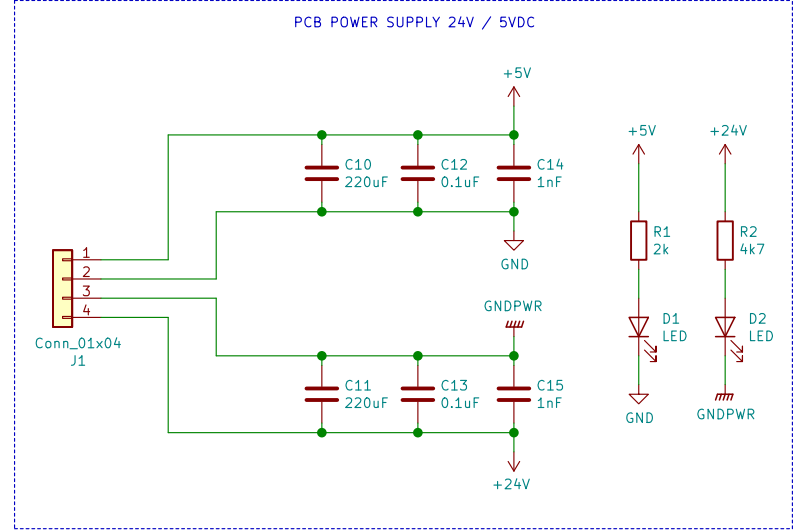 PCB POWER SUPPLY 24V / 5VDC
+5V
C10
220uF
C12
0.1uF
C14
1nF
GND
1
2
3
4
Conn_01x04
J1
GNDPWR
C11
220uF
C13
0.1uF
C15
1nF
+24V
+5V
R1
2k
D1
LED
GND
+24V
R2
4k7
D2
LED
GNDPWR